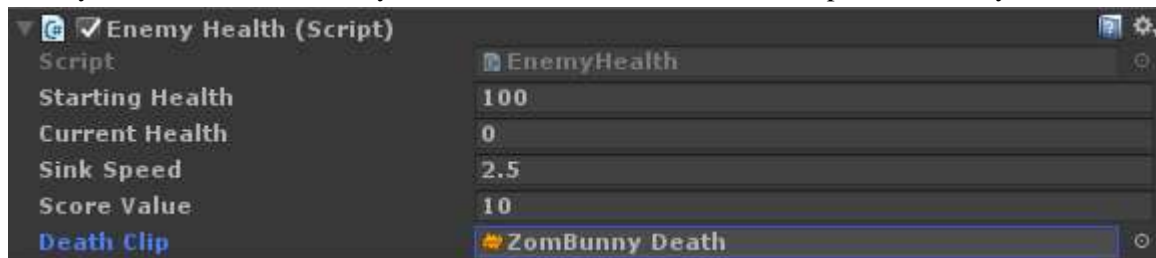 Enemy Health (Script)
Script EnemyHealth
Starting Health 100
Current Health 0
Sink Speed 2.5
Score Value 10
Death Clip ZomBunny Death